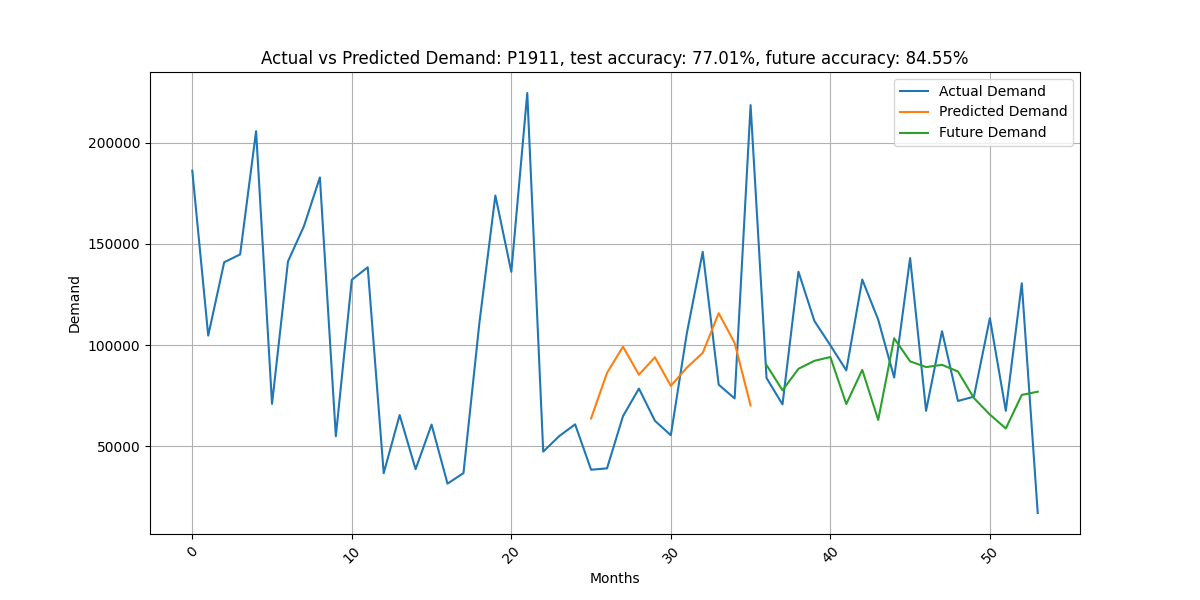 Actual vs Predicted Demand: P1911, test accuracy: 77.01%, future accuracy: 84.55%
Actual Demand
Predicted Demand
Future Demand
200000
150000
100000
50000
Demand
0
10
20
30
40
50
Months